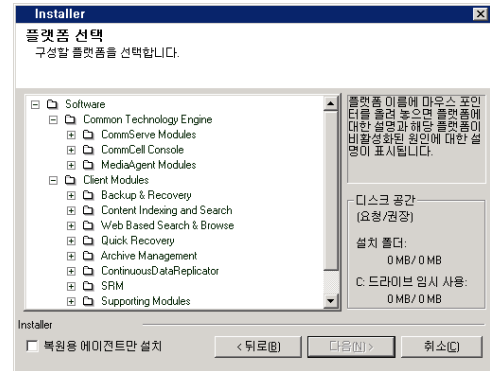 Installer
플랫폼 선택
구성할 플랫폼을 선택합니다.
Software
Common Technology Engine
CommServe Modules
CommCell Console
MediaAgent Modules
Client Modules
Backup & Recovery
Content Indexing and Search
Web Based Search & Browse
Quick Recovery
Archive Management
ContinuousDataReplicator
SRM
Supporting Modules
플랫폼 이름에 마우스 포인
터를 올려 놓으면 플랫폼에
대한 설명과 해당 플랫폼이
비활성화된 원인에 대한 설
명이 표시됩니다.
디스크 공간
(요청/권장)
설치 폴더:
0 MB / 0 MB
C: 드라이브 임시 사용:
0 MB / 0 MB
Installer
복원용 에이전트만 설치
< 뒤로(B)
다음(N) >
취소(C)